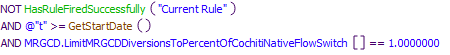 NOT HasRuleFiredSuccessfully ( "Current Rule" )
AND @"t" >= GetStartDate ()
AND MRGCD.LimitMRGCDDiversionsToPercentOfCochitiNativeFlowSwitch [] == 1.0000000